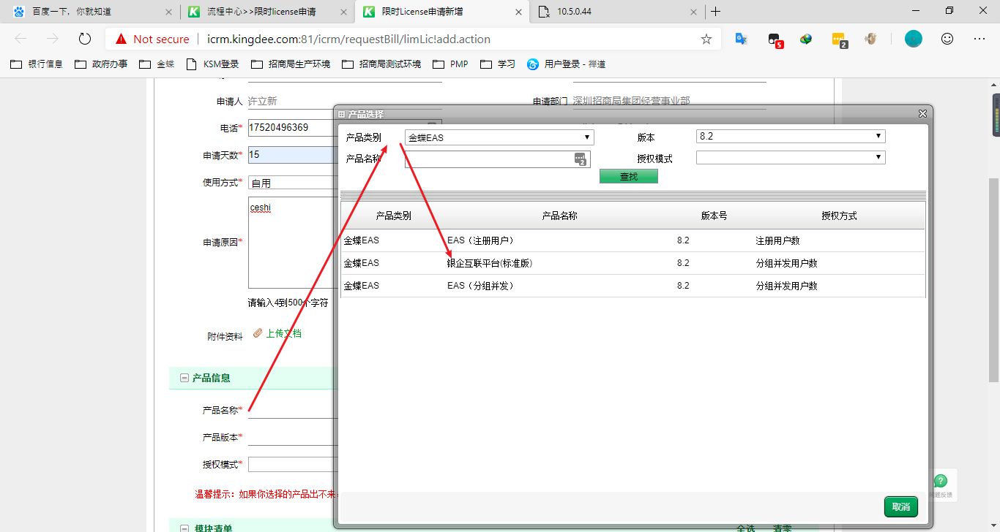 百度一下，你就知道
流程中心>>限时license申请
限时License申请新增
10.5.0.44
Not secure
icrm.kingdee.com:81/icrm/requestBill/limLic!add.action
5
2
银行信息
政府办事
金蝶
KSM登录
招商局生产环境
招商局测试环境
PMP
学习
用户登录 - 禅道
申请人 许立新
申请部门 深圳招商局集团经营事业部
电话* 17520496369
申请天数* 15
使用方式* 自用
申请原因* ceshi
请输入4到500个字符
附件资料 上传文档
产品信息
产品名称*
产品版本*
授权模式*
温馨提示：如果你选择的产品出不来
模块清单
全选 清零
产品选择
产品类别 金蝶EAS 版本 8.2
产品名称 2 授权模式
查找
产品类别 产品名称 版本号 授权方式
金蝶EAS EAS（注册用户） 8.2 注册用户数
金蝶EAS 银企互联平台(标准版) 8.2 分组并发用户数
金蝶EAS EAS（分组并发） 8.2 分组并发用户数
取消